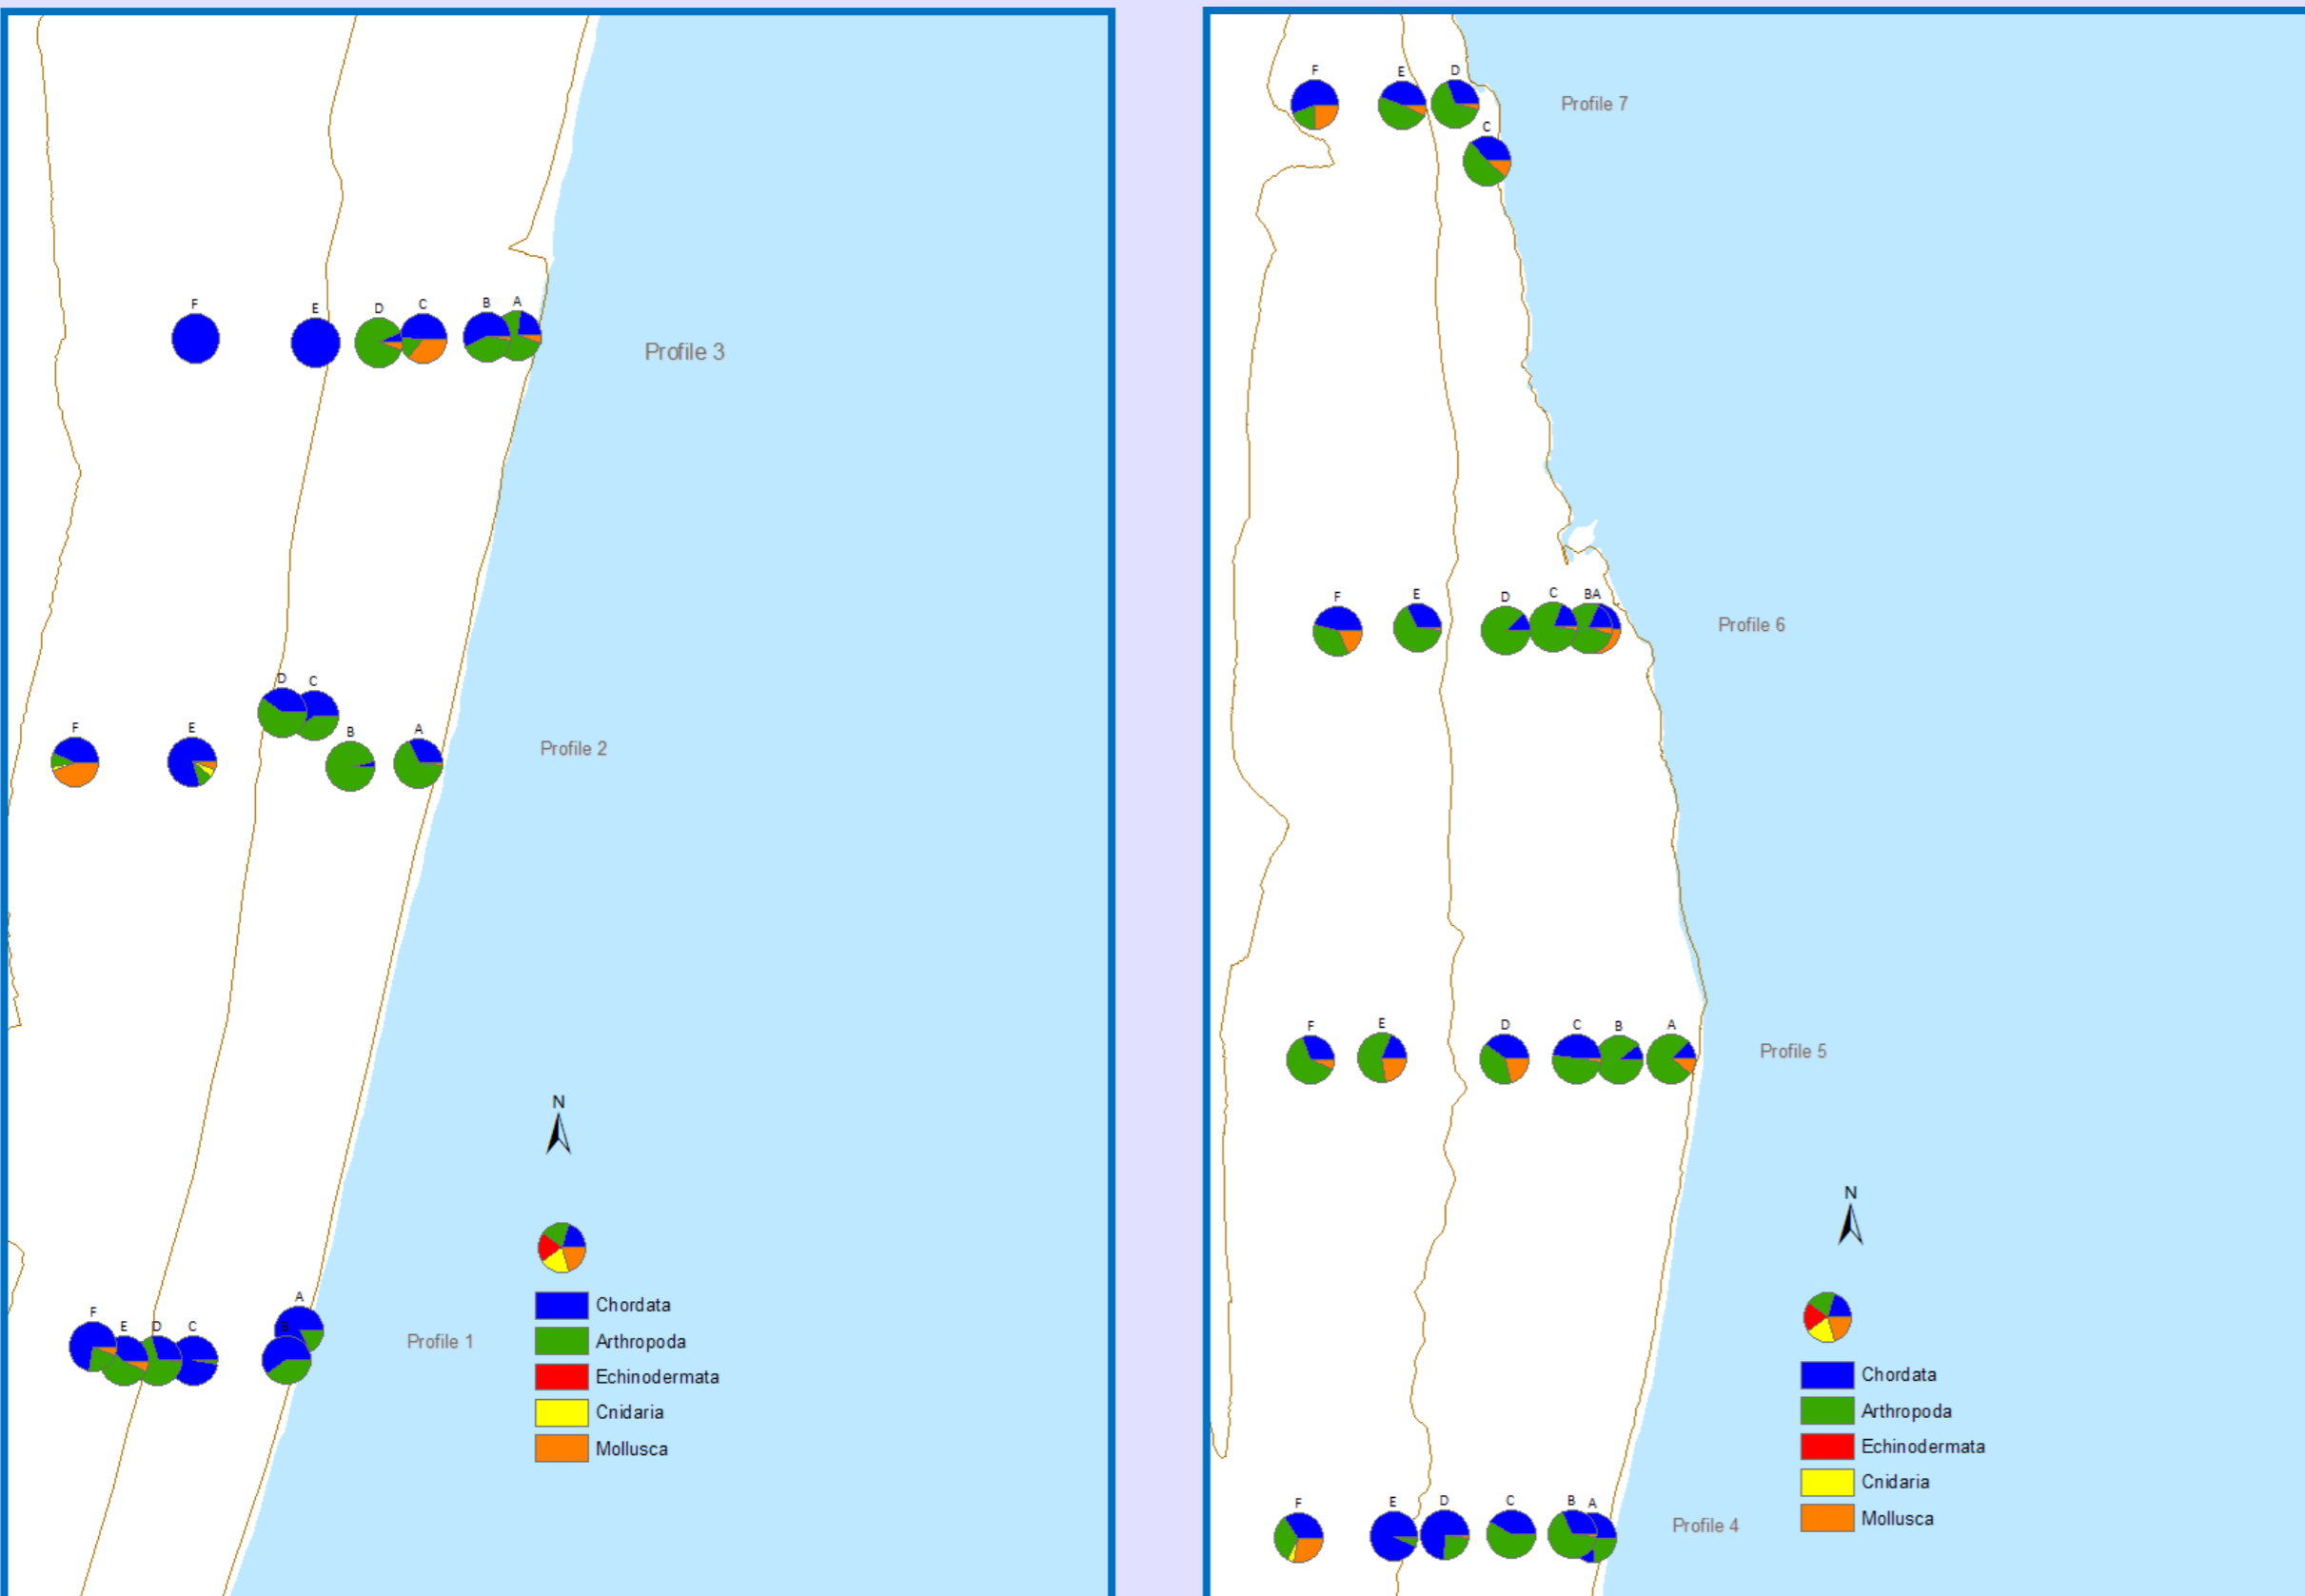 F E D C B A
Profile 3
D C
F E B A
Profile 2
N
A
F E D C B
Profile 1
Chordata
Arthropoda
Echinodermata
Cnidaria
Mollusca
F E D
Profile 7
C
F E D C BA
Profile 6
F E D C B A
Profile 5
N
Chordata
Arthropoda
Echinodermata
Cnidaria
Mollusca
F E D C B A
Profile 4